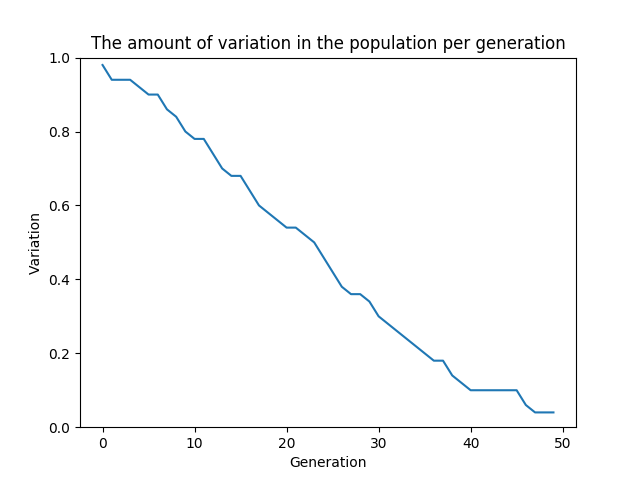 The amount of variation in the population per generation
1.0
0.8
0.6
0.4
0.2
0.0
Variation
0 10 20 30 40 50
Generation